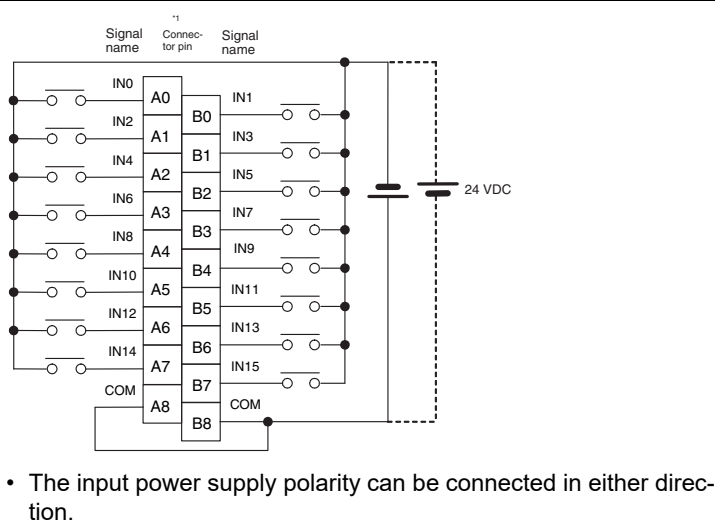 *1
Signal name
Connec-
tor pin
Signal name
IN0 A0 IN1
B0
IN2 A1 IN3
B1
IN4 A2 IN5
B2
IN6 A3 IN7
B3
IN8 A4 IN9
B4
IN10 A5 IN11
B5
IN12 A6 IN13
B6
IN14 A7 IN15
B7
COM A8 COM
B8
24 VDC
• The input power supply polarity can be connected in either direc-
tion.